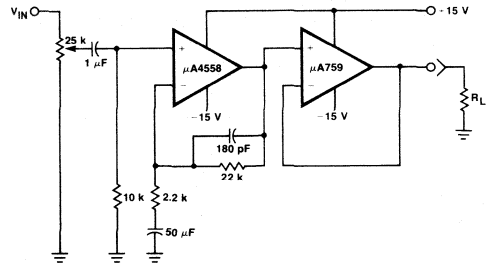 VIN
+15 V
25 k
1 μF
+
μA4558
-
-15 V
+
μA759
-
-15 V
RL
180 pF
22 k
10 k
2.2 k
50 μF